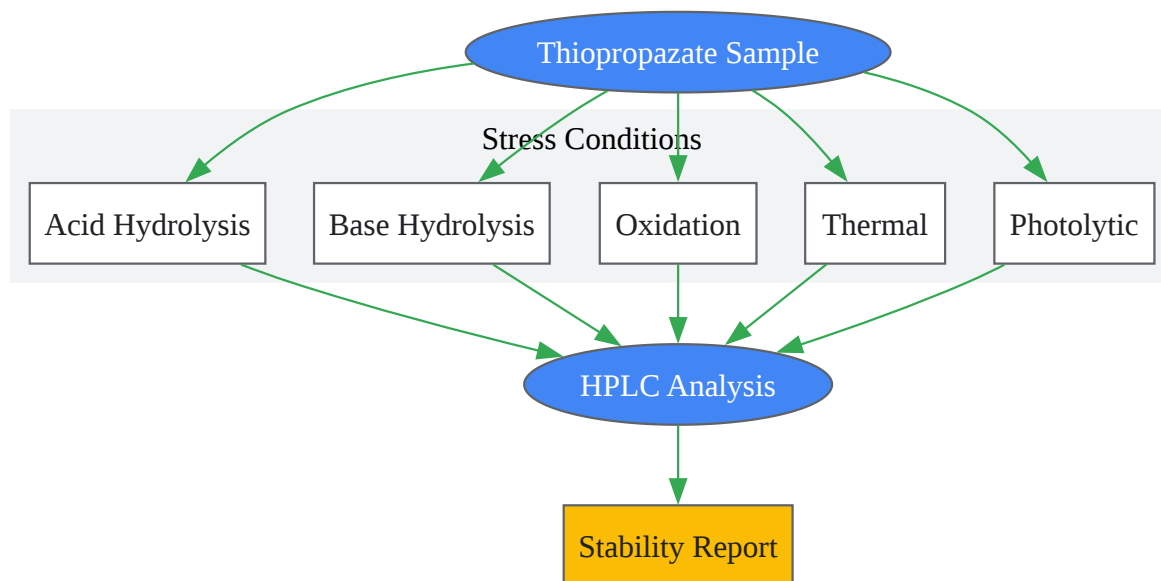 Thiopropazate Sample
Stress Conditions
Acid Hydrolysis
Base Hydrolysis
Oxidation
Thermal
Photolytic
HPLC Analysis
Stability Report